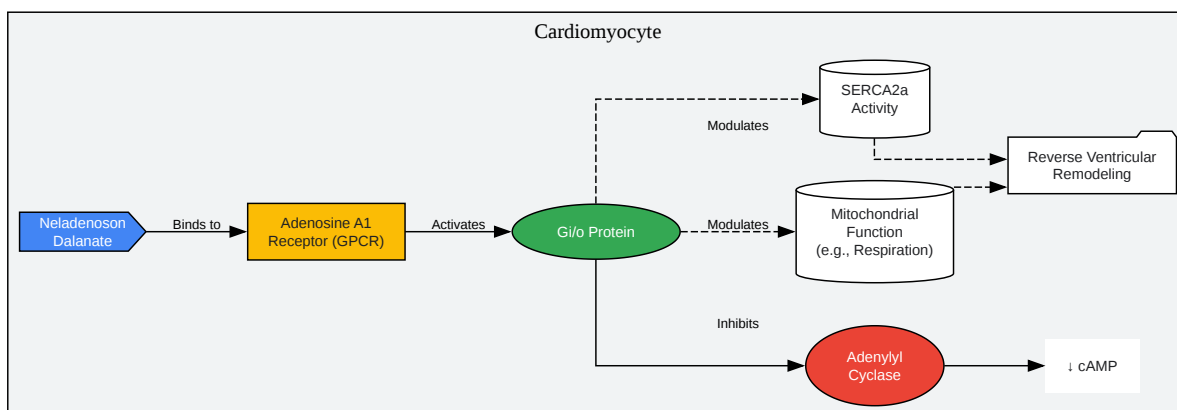 Cardiomyocyte
SERCA2a
Activity
Modulates
Reverse Ventricular
Remodeling
Neladenoson
Dalanate
Binds to
Adenosine A1
Receptor (GPCR)
Activates
Gi/o Protein
Modulates
Mitochondrial
Function
(e.g., Respiration)
Inhibits
Adenylyl
Cyclase
↓ cAMP